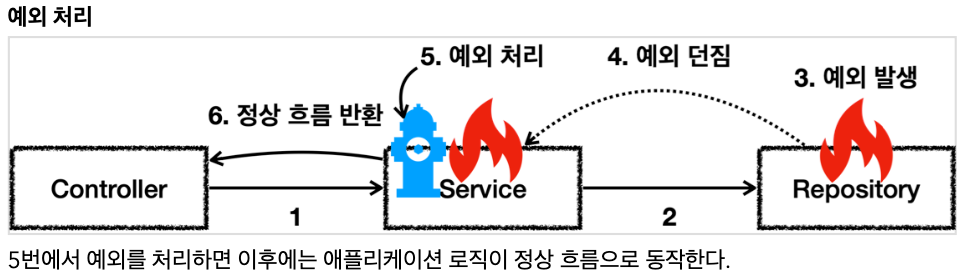 예외 처리
5. 예외 처리
4. 예외 던짐
3. 예외 발생
6. 정상 흐름 반환
Controller
Service
Repository
1
2
5번에서 예외를 처리하면 이후에는 애플리케이션 로직이 정상 흐름으로 동작한다.